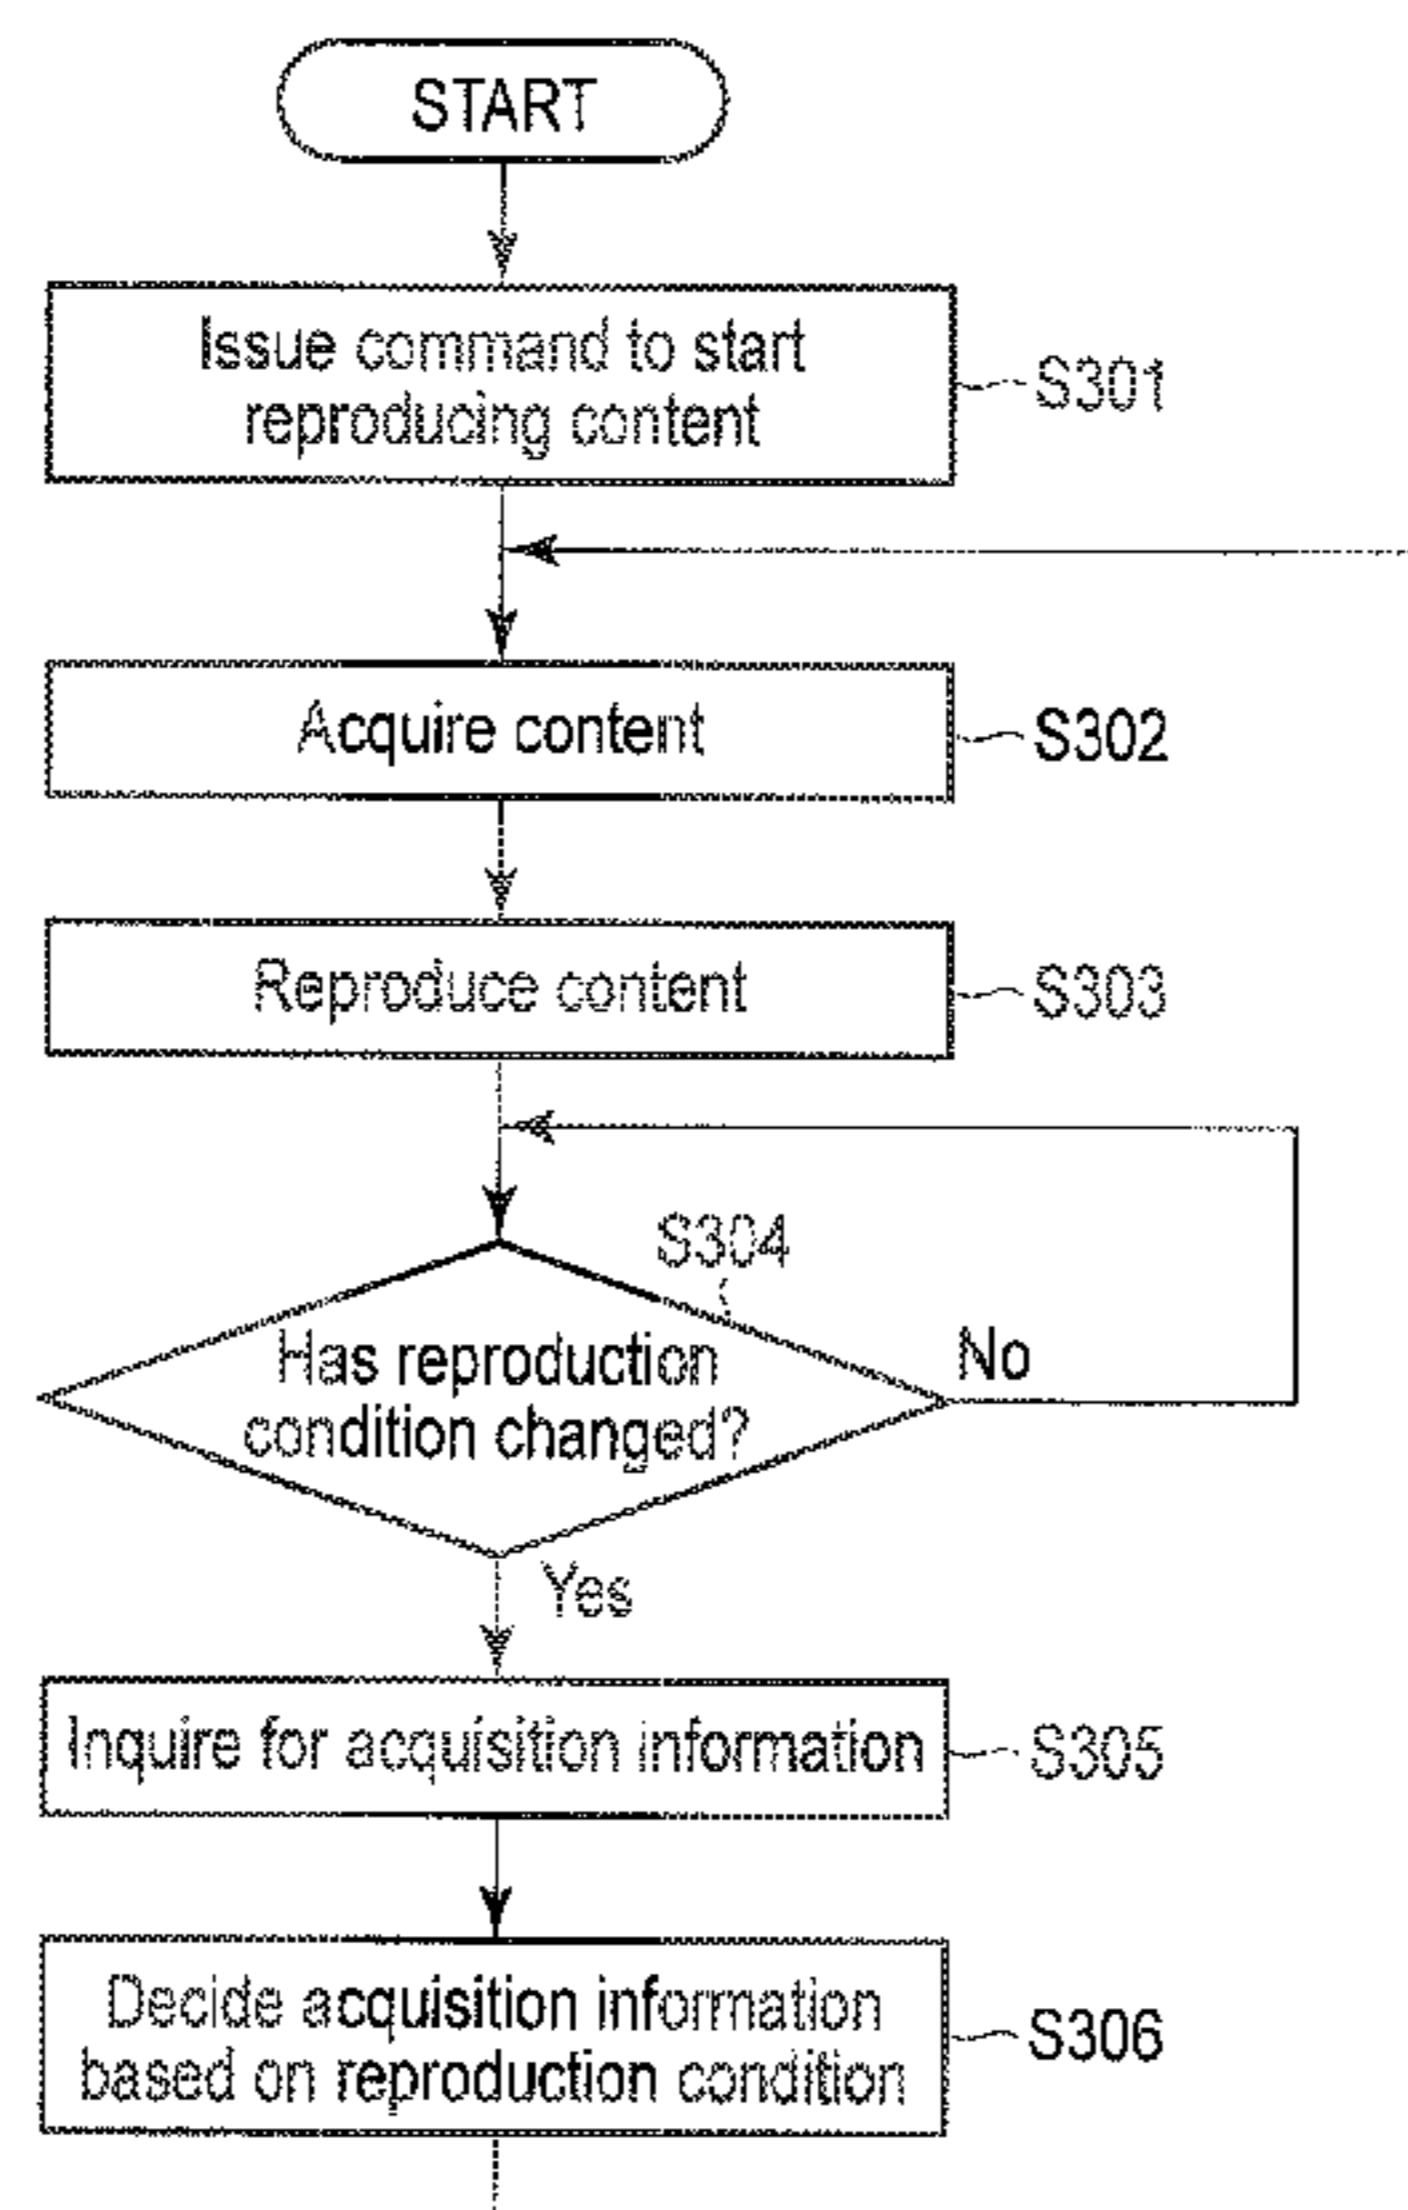 START
Issue command to start
reproducing content
S301
Acquire content
S302
Reproduce content
S303
S304
Has reproduction
condition changed?
No
Yes
Inquire for acquisition information
S305
Decide acquisition information
based on reproduction condition
S306